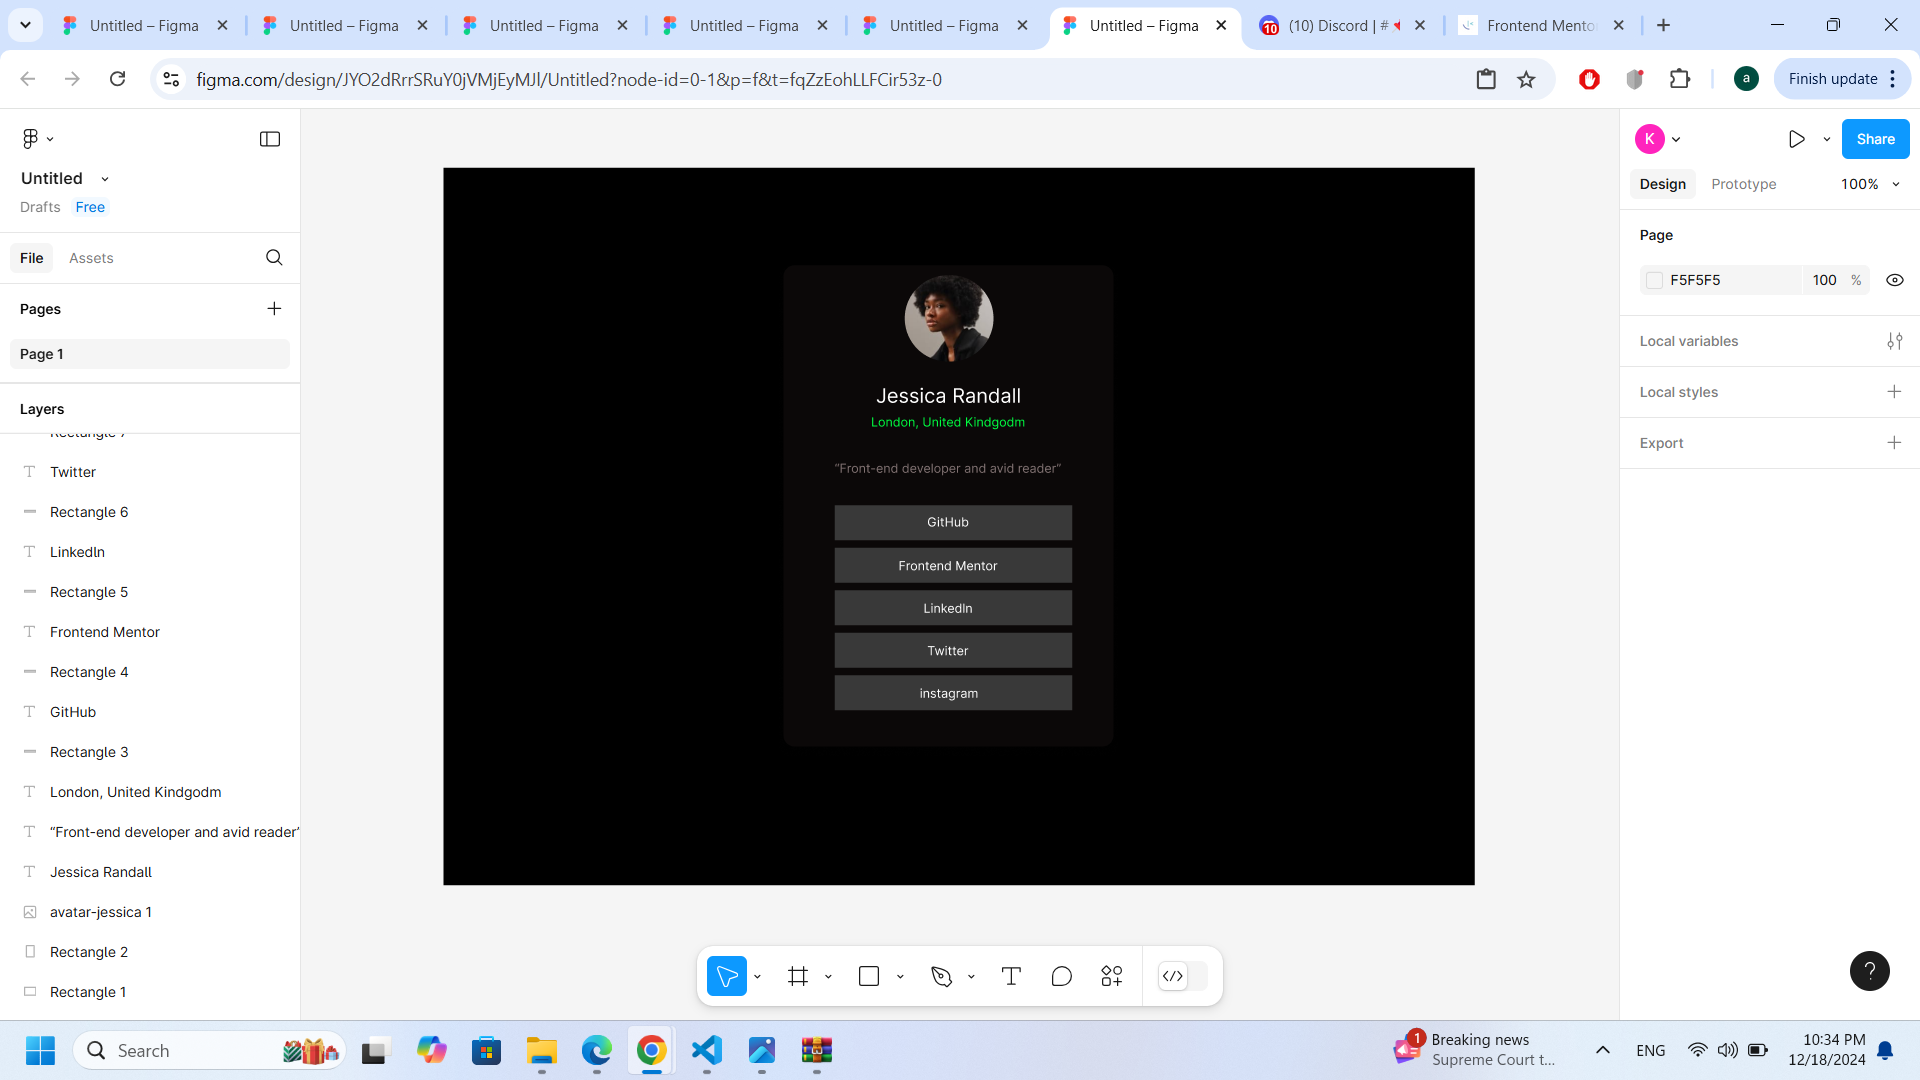 Untitled – Figma
Untitled – Figma
Untitled – Figma
Untitled – Figma
Untitled – Figma
Untitled – Figma
10
(10) Discord | #
Frontend Mento
figma.com/design/JYO2dRrrSRuY0jVMjEyMJl/Untitled?node-id=0-1&p=f&t=fqZzEohLLFCir53z-0
a
Finish update
Untitled
Drafts Free
File Assets
Pages
Page 1
Layers
Rectangle 7
Twitter
Rectangle 6
Linkedln
Rectangle 5
Frontend Mentor
Rectangle 4
GitHub
Rectangle 3
London, United Kindgodm
“Front-end developer and avid reader”
Jessica Randall
avatar-jessica 1
Rectangle 2
Rectangle 1
Jessica Randall
London, United Kindgodm
“Front-end developer and avid reader”
GitHub
Frontend Mentor
Linkedln
Twitter
instagram
K
Share
Design Prototype 100%
Page
F5F5F5 100 %
Local variables
Local styles
Export
?
Search
1
Breaking news
Supreme Court t...
ENG
10:34 PM
12/18/2024